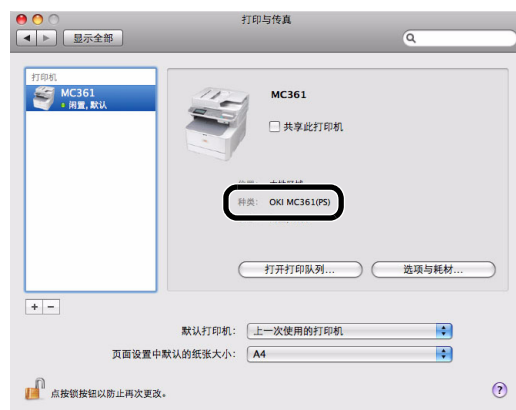 打印与传真
显示全部
打印机
MC361
闲置, 默认
MC361
共享此打印机
种类: OKI MC361(PS)
打开打印队列...
选项与耗材...
+ −
默认打印机: 上一次使用的打印机
页面设置中默认的纸张大小: A4
点按锁按钮以防止再次更改。
?